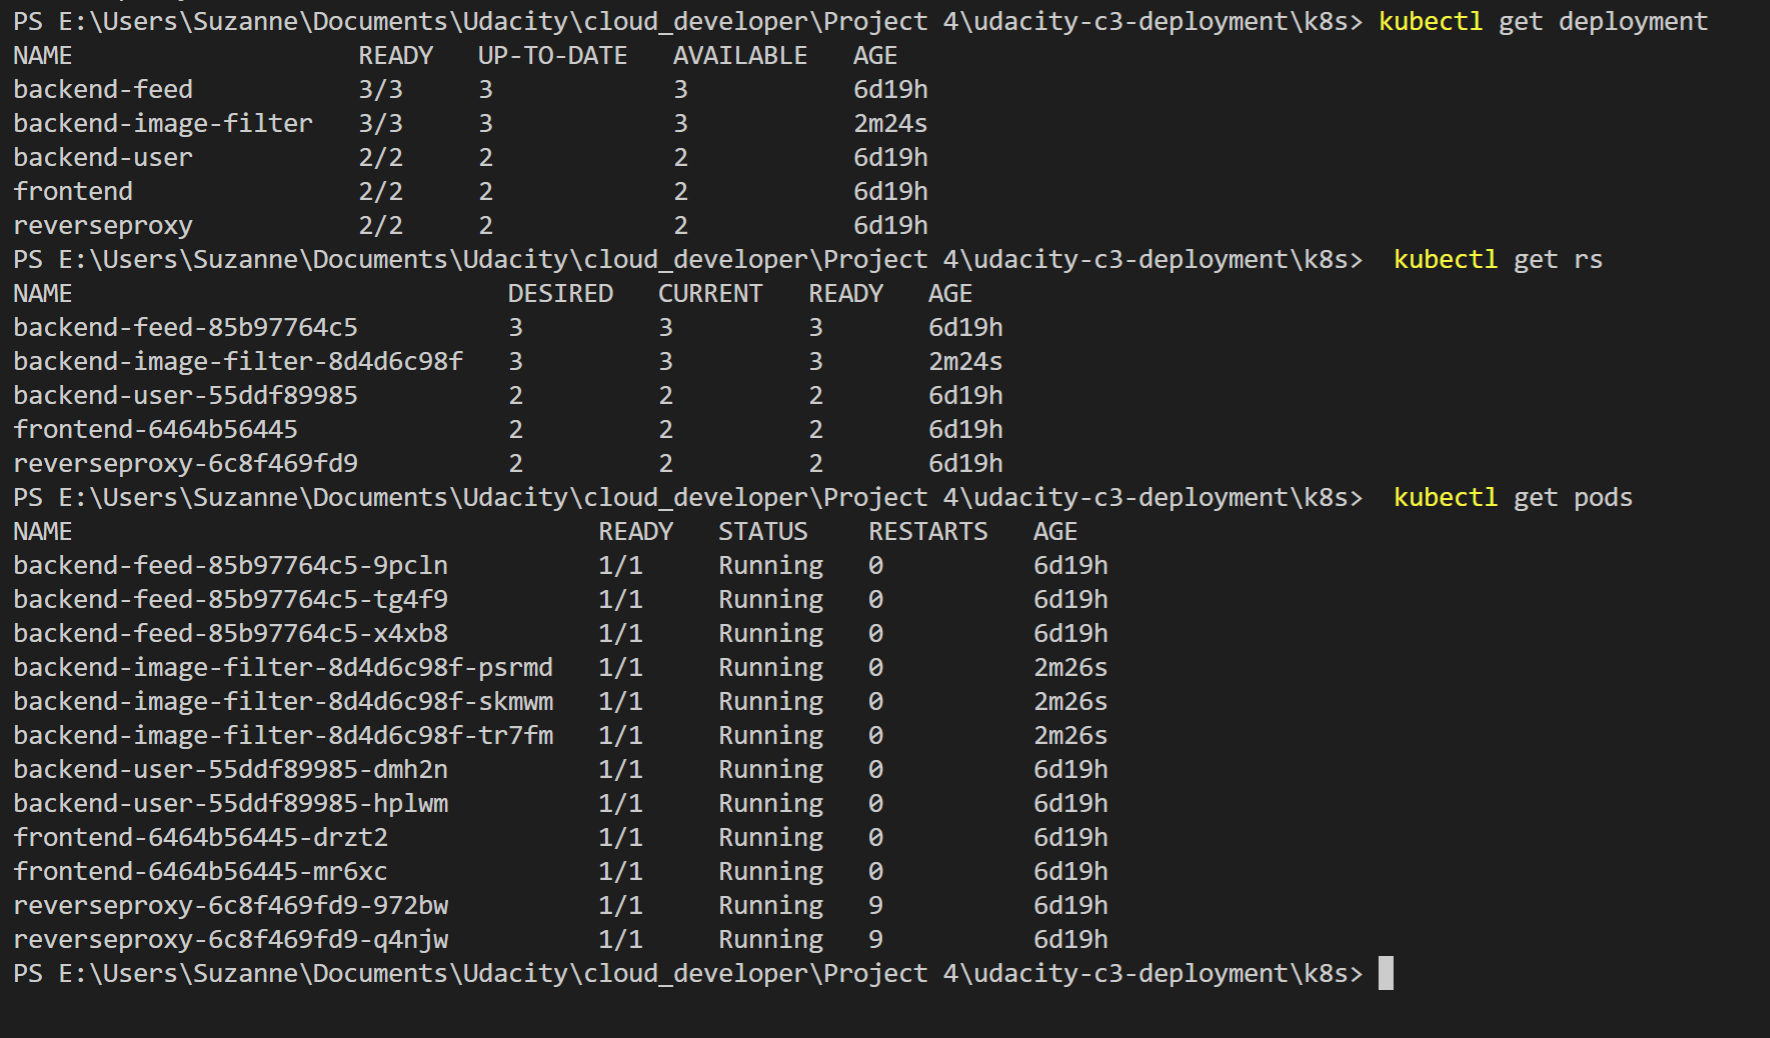 PS E:\Users\Suzanne\Documents\Udacity\cloud_developer\Project 4\udacity-c3-deployment\k8s> kubectl get deployment
NAME                   READY   UP-TO-DATE   AVAILABLE   AGE
backend-feed           3/3     3            3           6d19h
backend-image-filter   3/3     3            3           2m24s
backend-user           2/2     2            2           6d19h
frontend               2/2     2            2           6d19h
reverseproxy           2/2     2            2           6d19h
PS E:\Users\Suzanne\Documents\Udacity\cloud_developer\Project 4\udacity-c3-deployment\k8s>  kubectl get rs
NAME                             DESIRED   CURRENT   READY   AGE
backend-feed-85b97764c5          3         3         3       6d19h
backend-image-filter-8d4d6c98f   3         3         3       2m24s
backend-user-55ddf89985          2         2         2       6d19h
frontend-6464b56445              2         2         2       6d19h
reverseproxy-6c8f469fd9          2         2         2       6d19h
PS E:\Users\Suzanne\Documents\Udacity\cloud_developer\Project 4\udacity-c3-deployment\k8s>  kubectl get pods
NAME                                   READY   STATUS    RESTARTS   AGE
backend-feed-85b97764c5-9pcln          1/1     Running   0          6d19h
backend-feed-85b97764c5-tg4f9          1/1     Running   0          6d19h
backend-feed-85b97764c5-x4xb8          1/1     Running   0          6d19h
backend-image-filter-8d4d6c98f-psrmd   1/1     Running   0          2m26s
backend-image-filter-8d4d6c98f-skmwm   1/1     Running   0          2m26s
backend-image-filter-8d4d6c98f-tr7fm   1/1     Running   0          2m26s
backend-user-55ddf89985-dmh2n          1/1     Running   0          6d19h
backend-user-55ddf89985-hplwm          1/1     Running   0          6d19h
frontend-6464b56445-drzt2              1/1     Running   0          6d19h
frontend-6464b56445-mr6xc              1/1     Running   0          6d19h
reverseproxy-6c8f469fd9-972bw          1/1     Running   9          6d19h
reverseproxy-6c8f469fd9-q4njw          1/1     Running   9          6d19h
PS E:\Users\Suzanne\Documents\Udacity\cloud_developer\Project 4\udacity-c3-deployment\k8s>